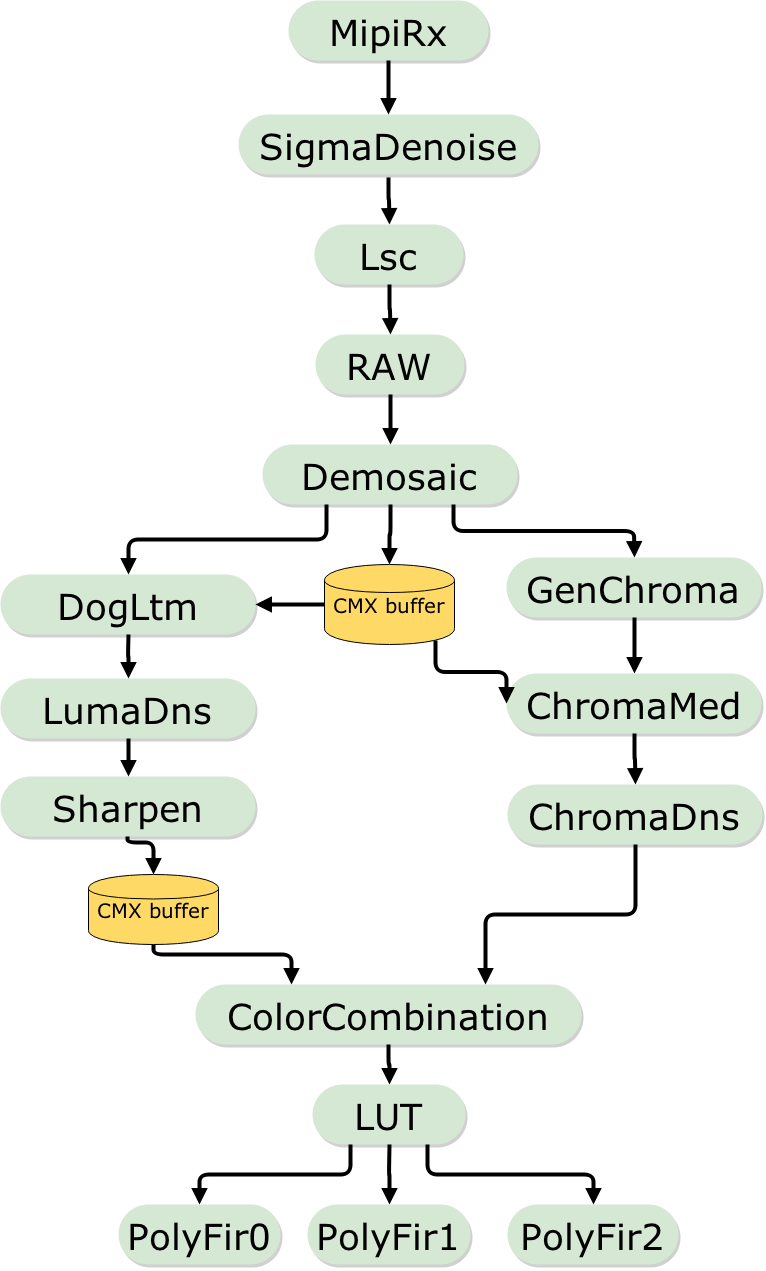 MipiRx
SigmaDenoise
Lsc
RAW
Demosaic
DogLtm
CMX buffer
GenChroma
LumaDns
ChromaMed
Sharpen
ChromaDns
CMX buffer
ColorCombination
LUT
PolyFir0
PolyFir1
PolyFir2